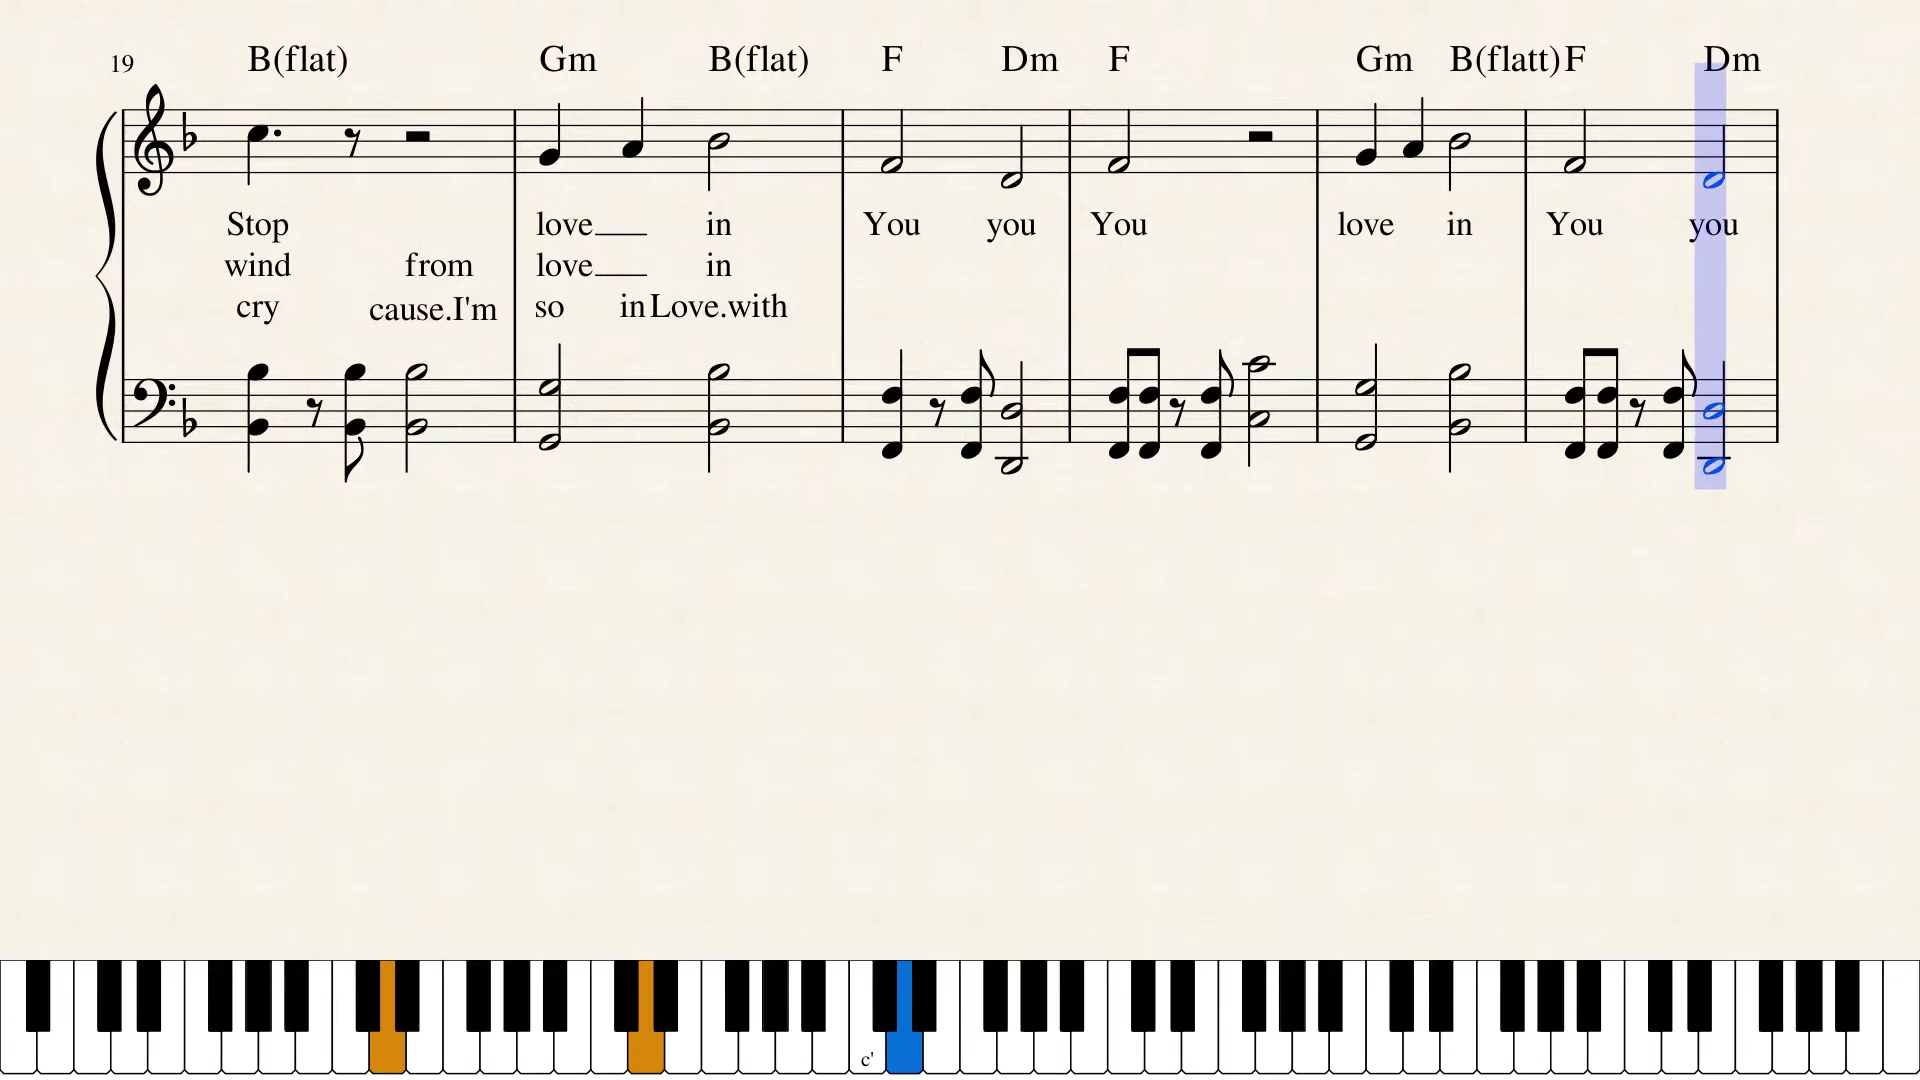 19 B(flat) Gm B(flat) F Dm F Gm B(flatt) F Dm
Stop love in You you You love in You you
wind from love in
cry cause.I'm so in Love.with
c'